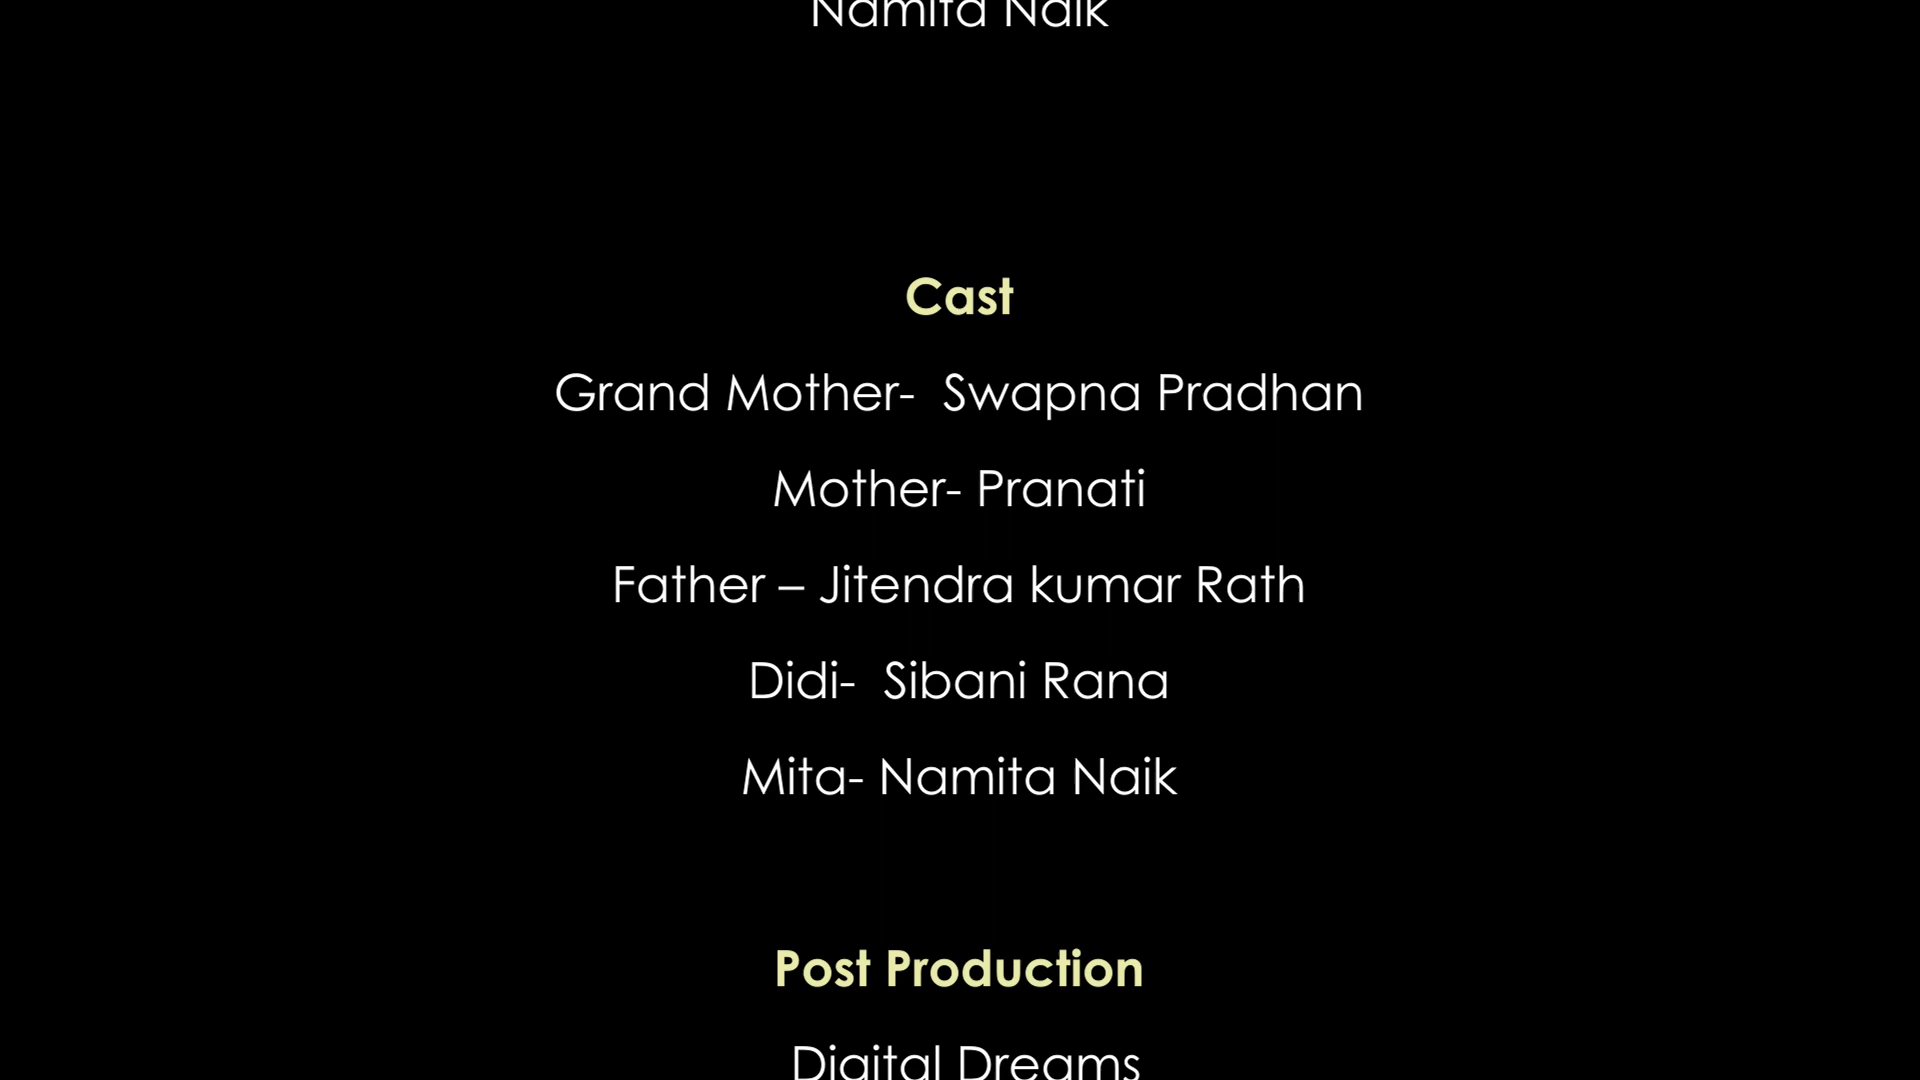 Namita Naik
Cast
Grand Mother-  Swapna Pradhan
Mother- Pranati
Father – Jitendra kumar Rath
Didi-  Sibani Rana
Mita- Namita Naik
Post Production
Digital Dreams